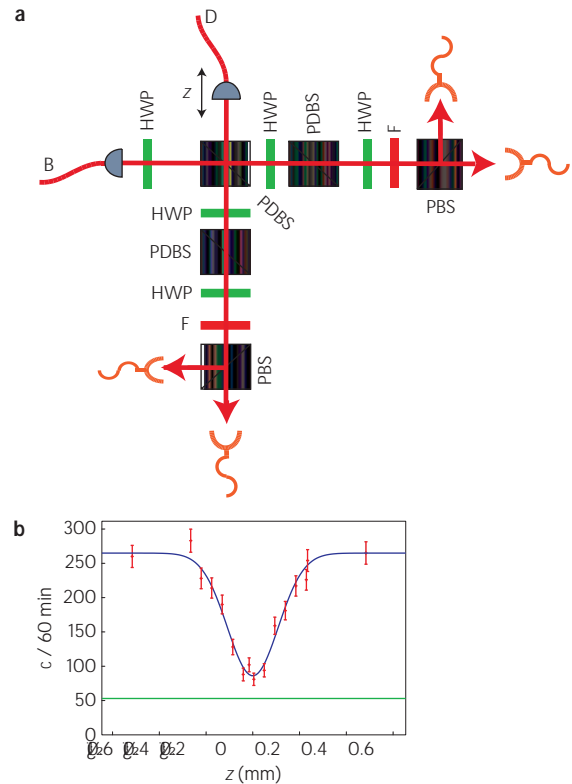 a
D
z
HWP
HWP
PDBS
HWP
F
B
PBS
PDBS
HWP
PDBS
HWP
F
PBS
b
300
250
200
150
100
50
0
c / 60 min
0 0.2 0.4 0.6
z (mm)